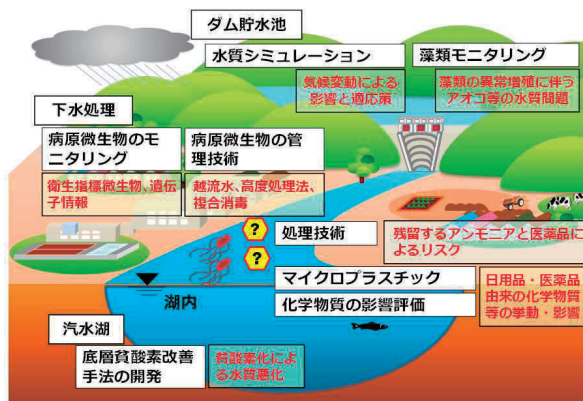 ダム貯水池
水質シミュレーション
気候変動による
影響と適応策
藻類モニタリング
藻類の異常増殖に伴う
アオコ等の水質問題
下水処理
病原微生物のモ
ニタリング
衛生指標微生物、遺伝
子情報
病原微生物の管
理技術
越流水、高度処理法、
複合消毒
?
処理技術
残留するアンモニアと医薬品に
よるリスク
?
マイクロプラスチック
化学物質の影響評価
日用品・医薬品
由来の化学物質
等の挙動・影響
湖内
汽水湖
底層貧酸素改善
手法の開発
貧酸素化によ
る水質悪化